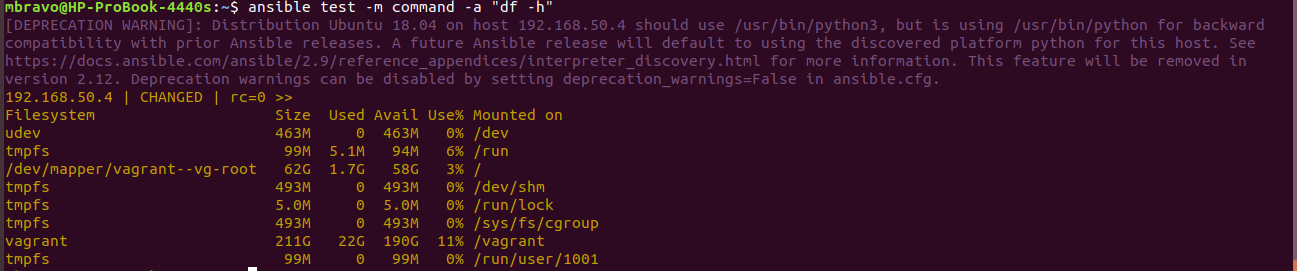 mbravo@HP-ProBook-4440s:~$ ansible test -m command -a "df -h"
[DEPRECATION WARNING]: Distribution Ubuntu 18.04 on host 192.168.50.4 should use /usr/bin/python3, but is using /usr/bin/python for backward
compatibility with prior Ansible releases. A future Ansible release will default to using the discovered platform python for this host. See
https://docs.ansible.com/ansible/2.9/reference_appendices/interpreter_discovery.html for more information. This feature will be removed in
version 2.12. Deprecation warnings can be disabled by setting deprecation_warnings=False in ansible.cfg.
192.168.50.4 | CHANGED | rc=0 >>
Filesystem                    Size  Used Avail Use% Mounted on
udev                          463M     0  463M   0% /dev
tmpfs                          99M  5.1M   94M   6% /run
/dev/mapper/vagrant--vg-root   62G  1.7G   58G   3% /
tmpfs                         493M     0  493M   0% /dev/shm
tmpfs                         5.0M     0  5.0M   0% /run/lock
tmpfs                         493M     0  493M   0% /sys/fs/cgroup
vagrant                       211G   22G  190G  11% /vagrant
tmpfs                          99M     0   99M   0% /run/user/1001